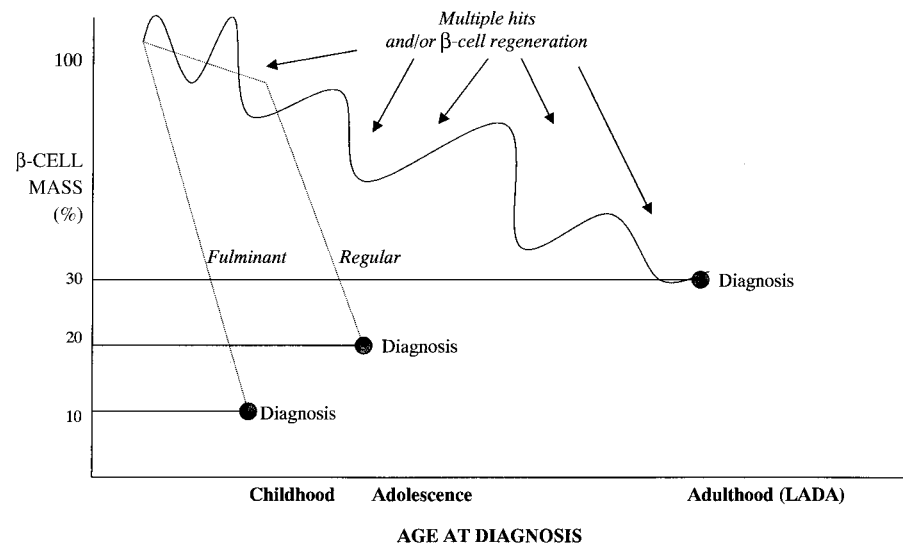 Multiple hits
and/or β-cell regeneration
100
β-CELL
MASS
(%)
Fulminant
Regular
30
Diagnosis
20
Diagnosis
10
Diagnosis
Childhood
Adolescence
Adulthood (LADA)
AGE AT DIAGNOSIS